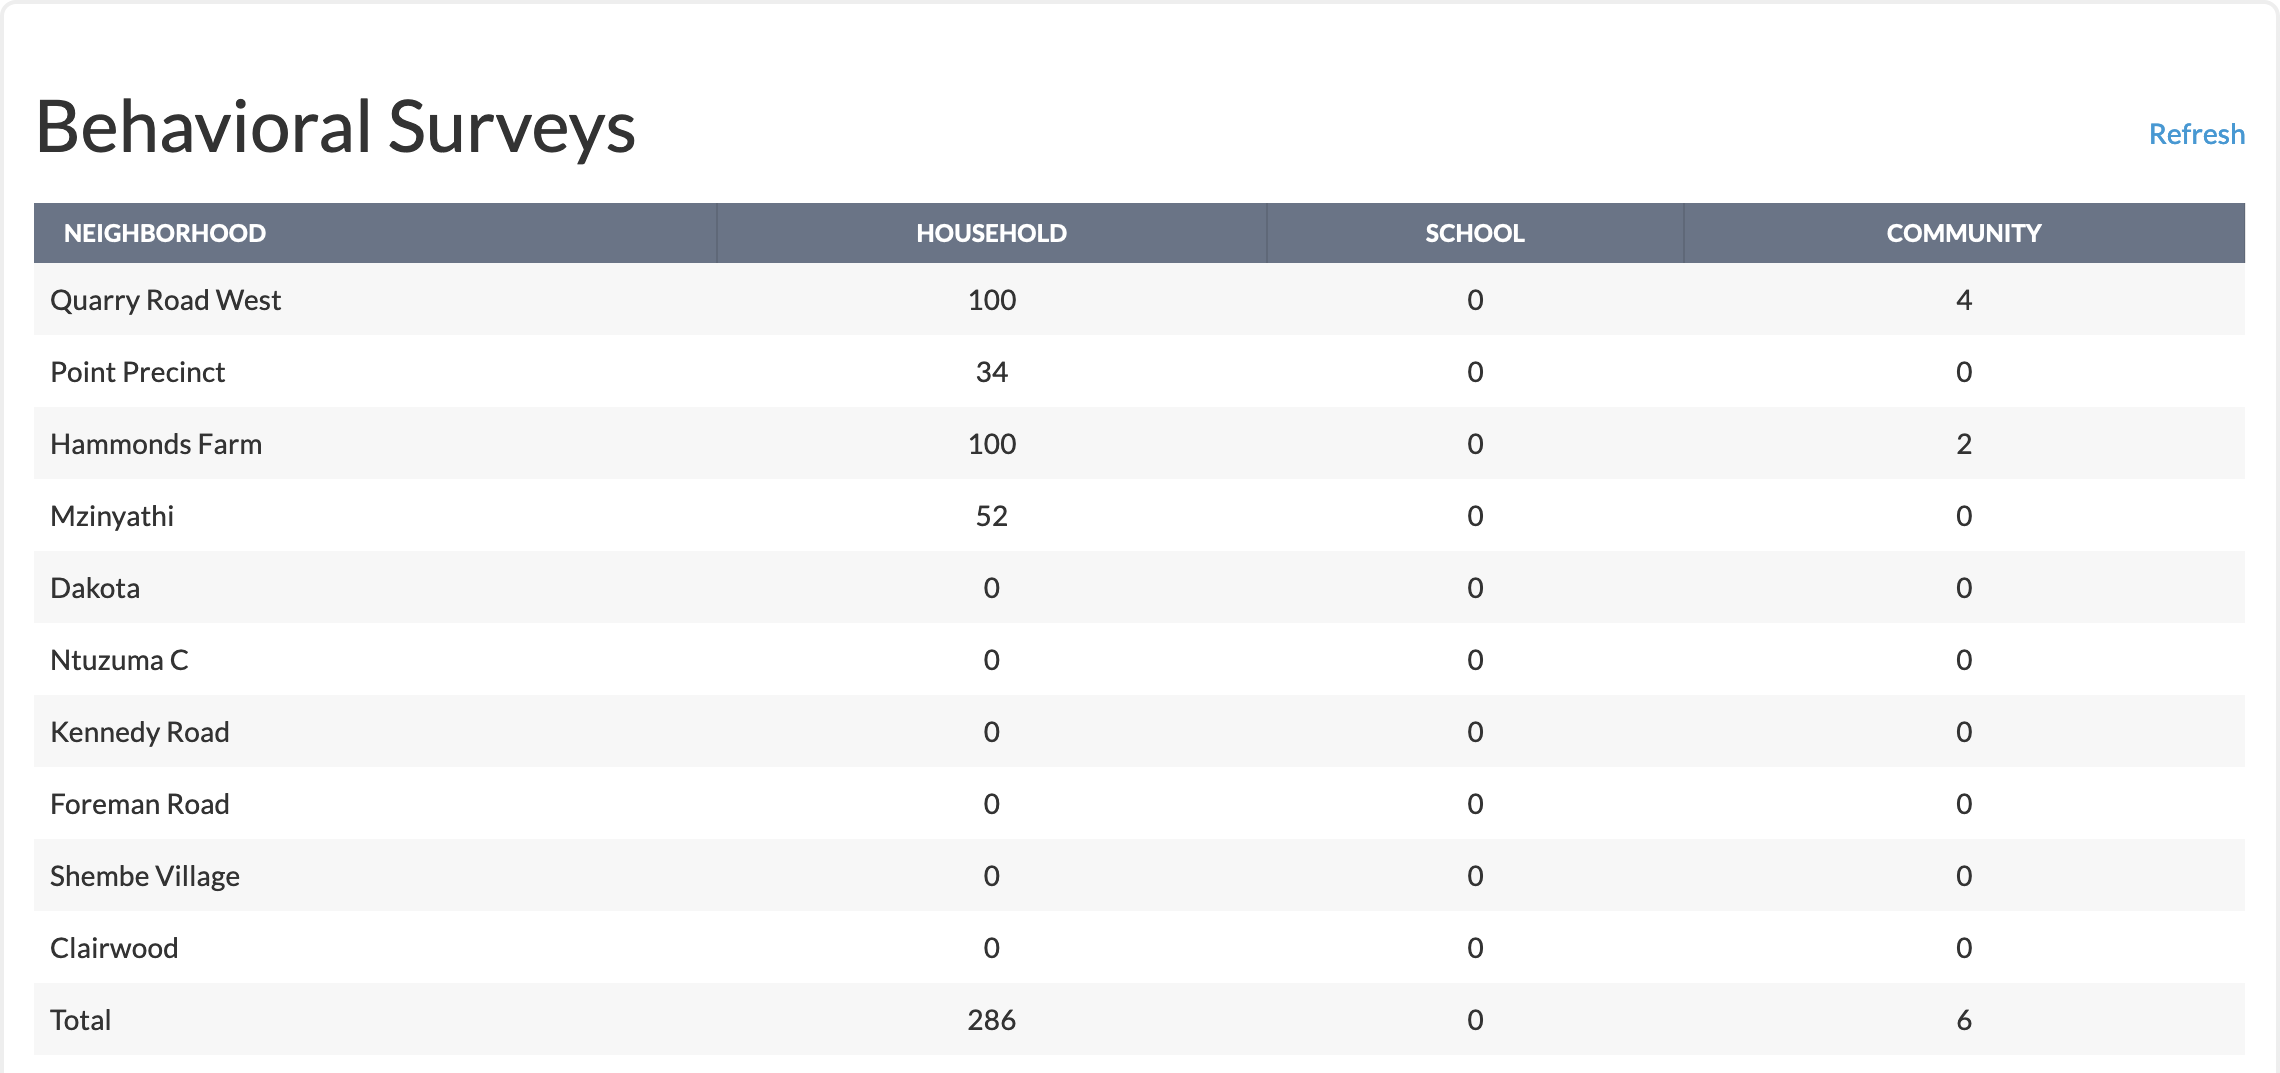 Behavioral Surveys
Refresh
NEIGHBORHOOD HOUSEHOLD SCHOOL COMMUNITY
Quarry Road West 100 0 4
Point Precinct 34 0 0
Hammonds Farm 100 0 2
Mzinyathi 52 0 0
Dakota 0 0 0
Ntuzuma C 0 0 0
Kennedy Road 0 0 0
Foreman Road 0 0 0
Shembe Village 0 0 0
Clairwood 0 0 0
Total 286 0 6